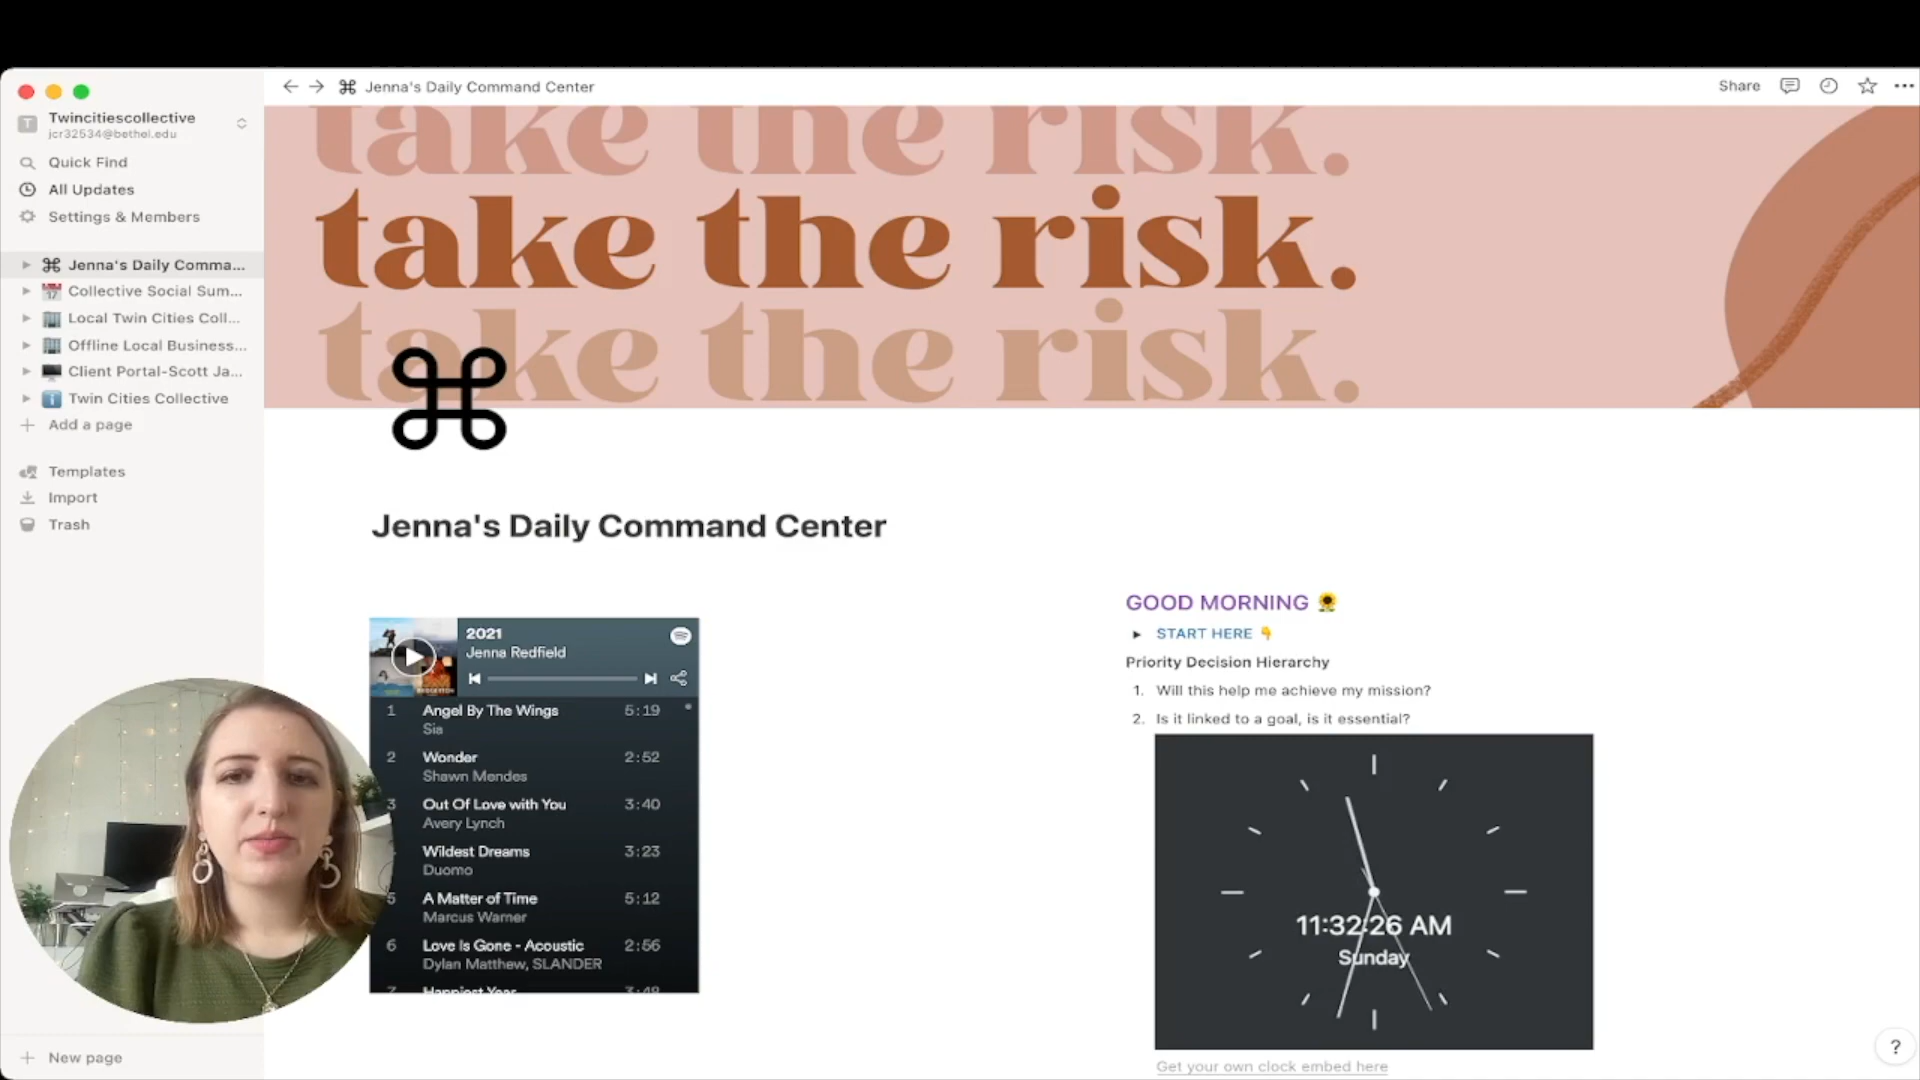 Jenna's Daily Command Center
Share
Twincitiescollective
jcr32534@bethel.edu
Quick Find
All Updates
Settings & Members
Jenna's Daily Comma...
Collective Social Sum...
Local Twin Cities Coll...
Offline Local Business...
Client Portal-Scott Ja...
Twin Cities Collective
Add a page
Templates
Import
Trash
New page
take the risk.
take the risk.
take the risk.
Jenna's Daily Command Center
2021
Jenna Redfield
1 Angel By The Wings 5:19
Sia
2 Wonder 2:52
Shawn Mendes
3 Out Of Love with You 3:40
Avery Lynch
Wildest Dreams 3:23
Duomo
5 A Matter of Time 5:12
Marcus Warner
6 Love Is Gone - Acoustic 2:56
Dylan Matthew, SLANDER
7 Happiest Year 3:49
GOOD MORNING
START HERE
Priority Decision Hierarchy
1. Will this help me achieve my mission?
2. Is it linked to a goal, is it essential?
11:32:26 AM
Sunday
Get your own clock embed here
?